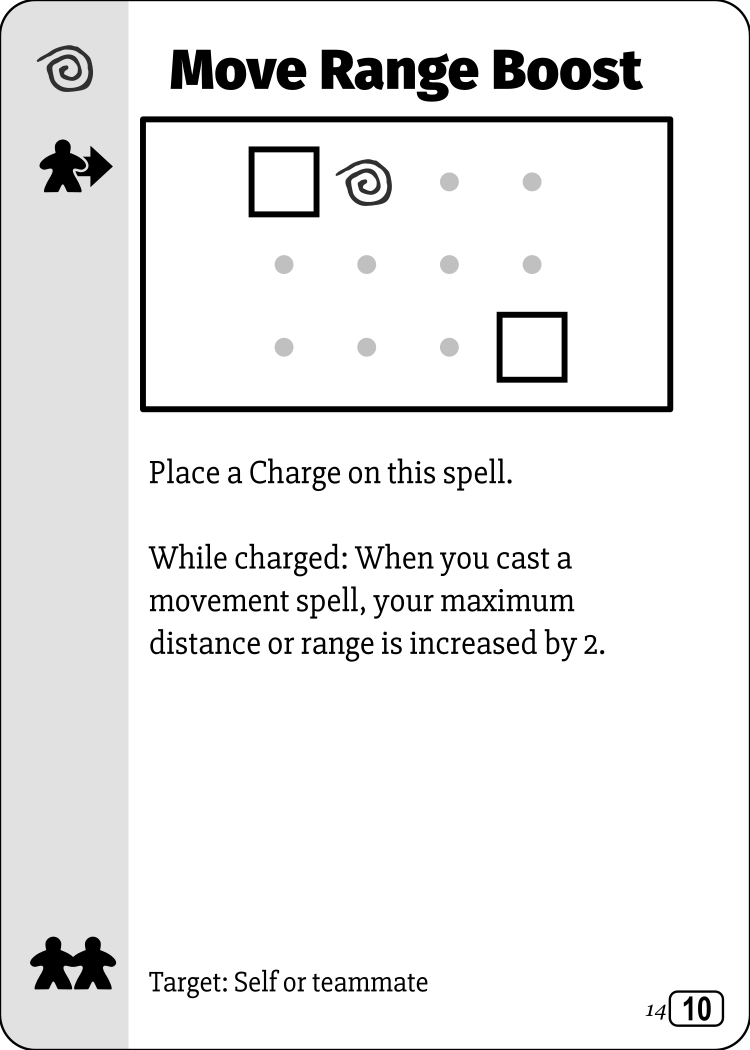 Move Range Boost
Place a Charge on this spell.
While charged: When you cast a
movement spell, your maximum
distance or range is increased by 2.
Target: Self or teammate
14 10